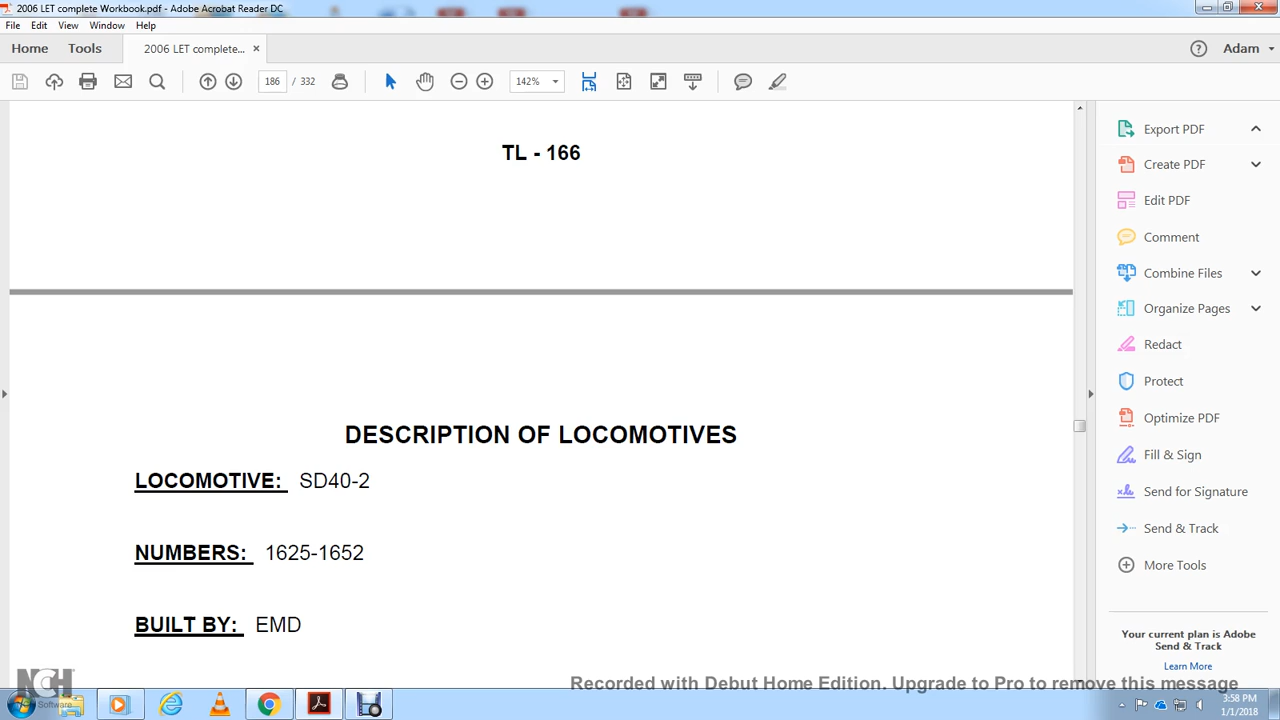 2006 LET complete Workbook.pdf - Adobe Acrobat Reader DC
File Edit View Window Help
Home Tools 2006 LET complete... × Adam
186 / 332 142%
TL - 166
DESCRIPTION OF LOCOMOTIVES
LOCOMOTIVE: SD40-2
NUMBERS: 1625-1652
BUILT BY: EMD
Export PDF
Create PDF
Edit PDF
Comment
Combine Files
Organize Pages
Redact
Protect
Optimize PDF
Fill & Sign
Send for Signature
Send & Track
More Tools
Your current plan is Adobe
Send & Track
Learn More
NCH
Software
Recorded with Debut Home Edition. Upgrade to Pro to remove this message
3:58 PM
1/1/2018